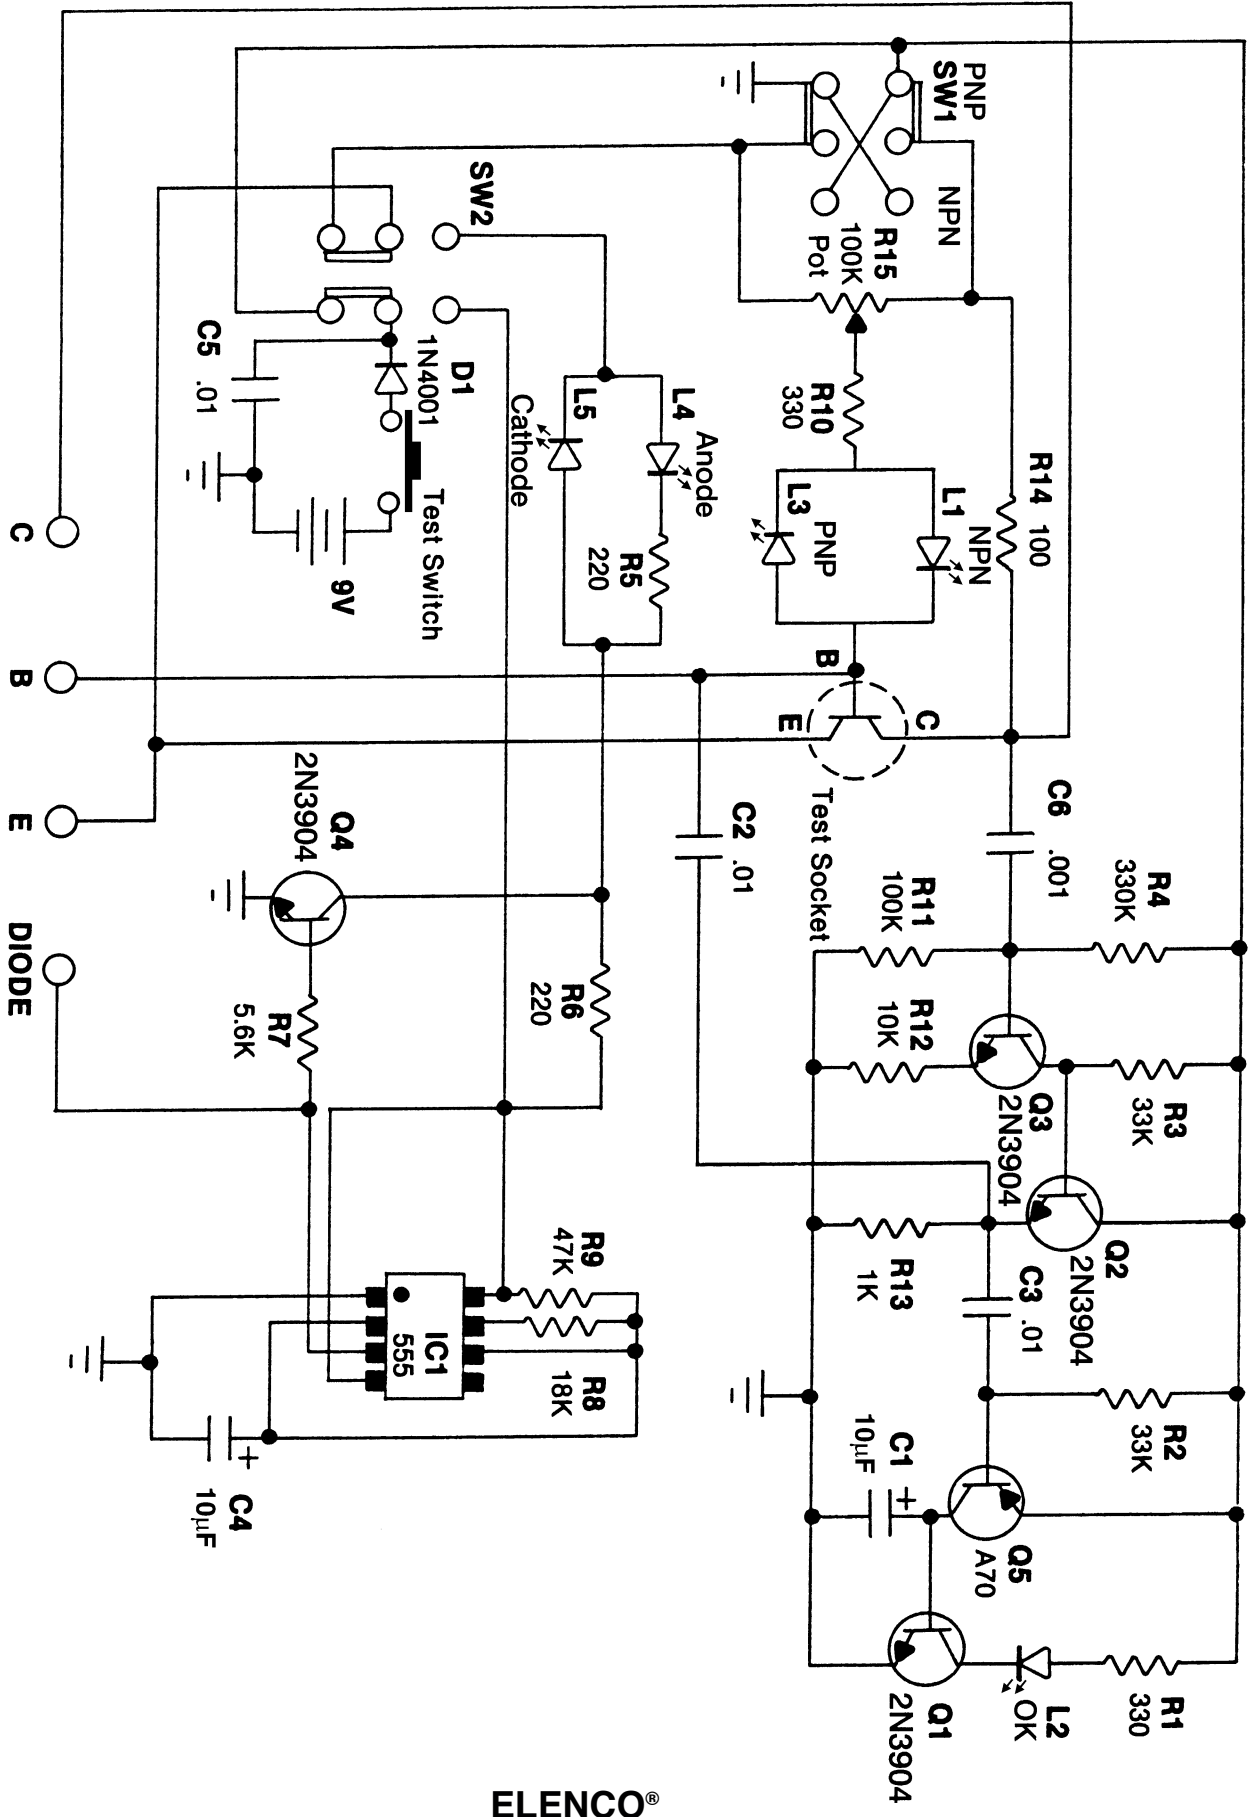 PNP
SW1
NPN
R15
100K
Pot
SW2
C5 .01
D1
1N4001
Test Switch
9V
L4
Anode
L5
Cathode
R5
220
R10
330
L1
NPN
L3
PNP
R14 100
B
C
E
Test Socket
C
B
E
DIODE
C6 .001
C2 .01
R4
330K
R11
100K
R12
10K
Q3
2N3904
R3
33K
Q2
2N3904
R13
1K
C3 .01
R2
33K
Q5
A70
C1
10µF
+
Q1
2N3904
L2
OK
R1
330
Q4
2N3904
R7
5.6K
R6
220
R9
47K
R8
18K
IC1
555
C4
10µF
+
ELENCO®